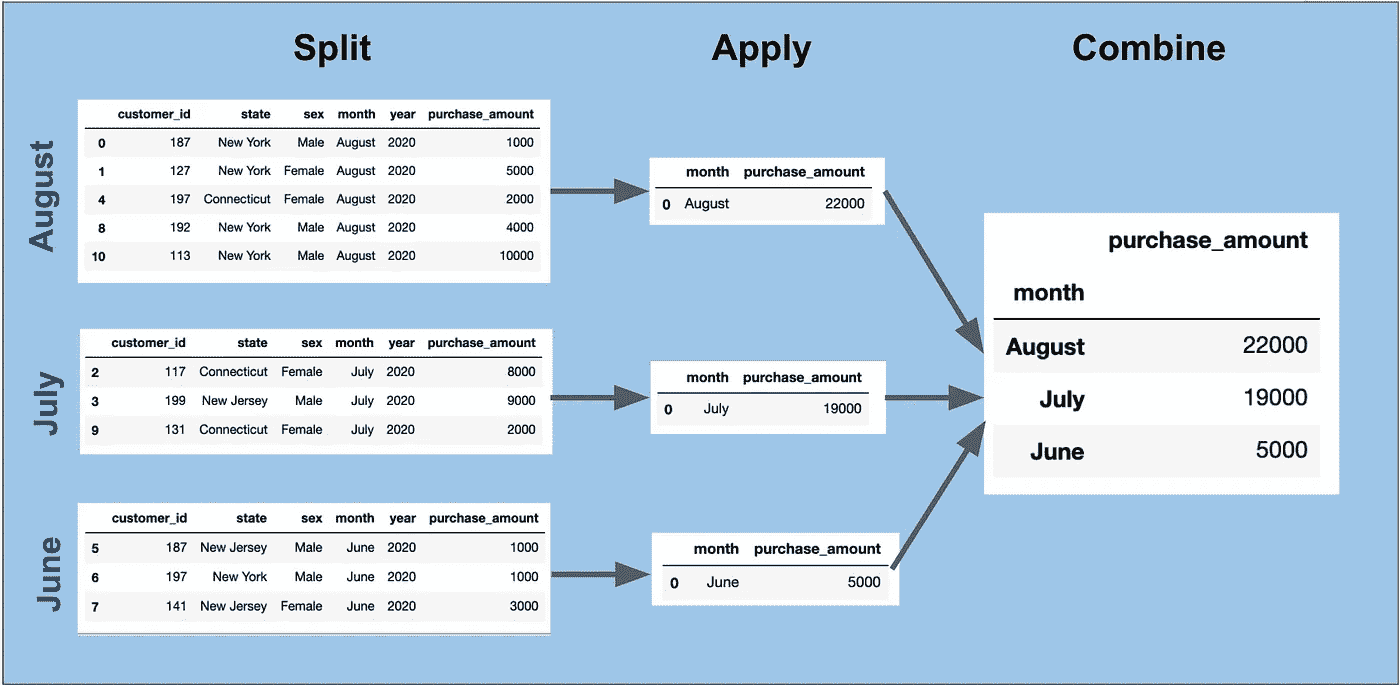 Split Apply Combine
August
customer_id state sex month year purchase_amount
0 187 New York Male August 2020 1000
1 127 New York Female August 2020 5000
4 197 Connecticut Female August 2020 2000
8 192 New York Male August 2020 4000
10 113 New York Male August 2020 10000
month purchase_amount
0 August 22000
July
customer_id state sex month year purchase_amount
2 117 Connecticut Female July 2020 8000
3 199 New Jersey Male July 2020 9000
9 131 Connecticut Female July 2020 2000
month purchase_amount
0 July 19000
June
customer_id state sex month year purchase_amount
5 187 New Jersey Male June 2020 1000
6 197 New York Male June 2020 1000
7 141 New Jersey Female June 2020 3000
month purchase_amount
0 June 5000
purchase_amount
month
August 22000
July 19000
June 5000